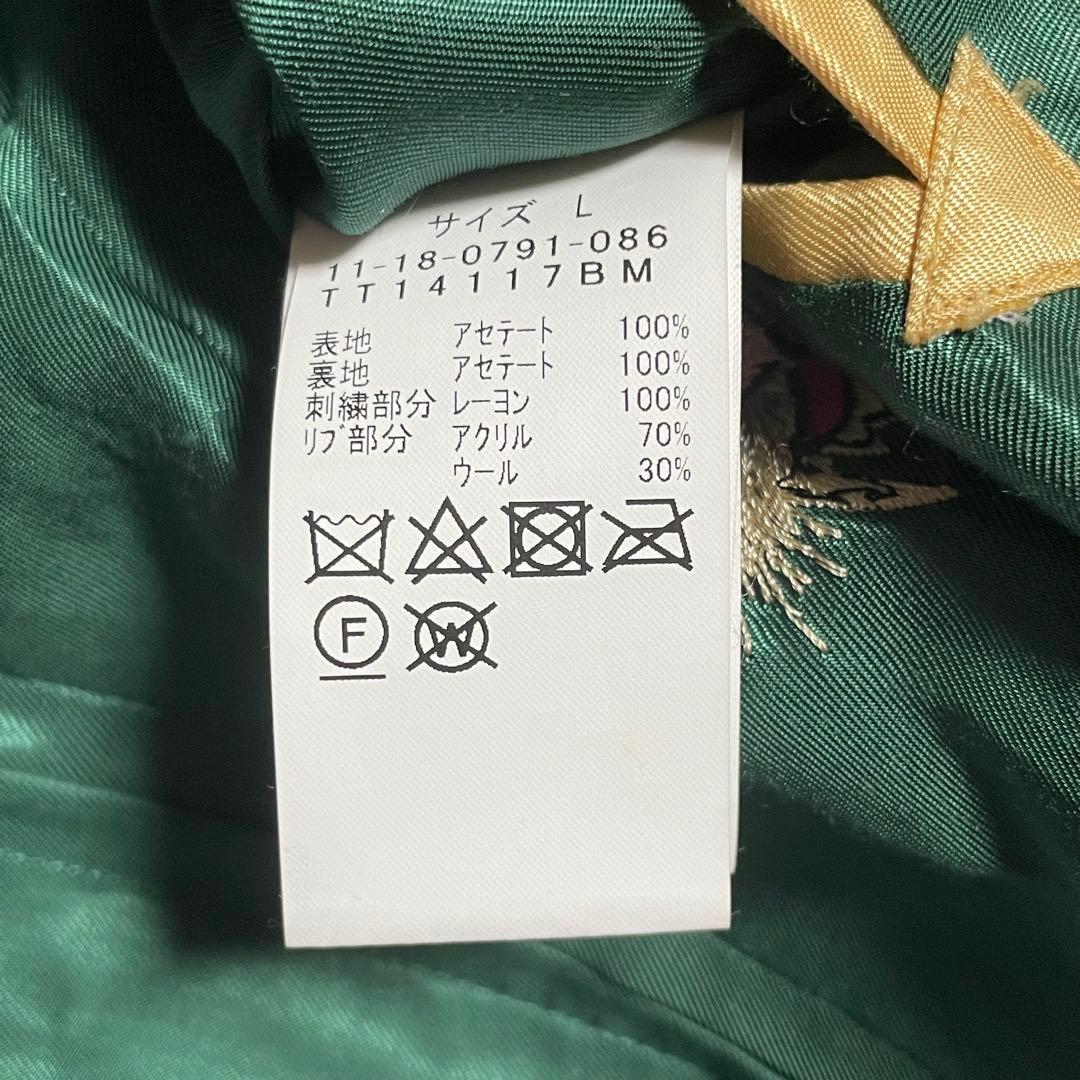 サイズ L
11-18-0791-086
TT14117BM
表地 アセテート 100%
裏地 アセテート 100%
刺繍部分 レーヨン 100%
リブ部分 アクリル 70%
ウール 30%
F W